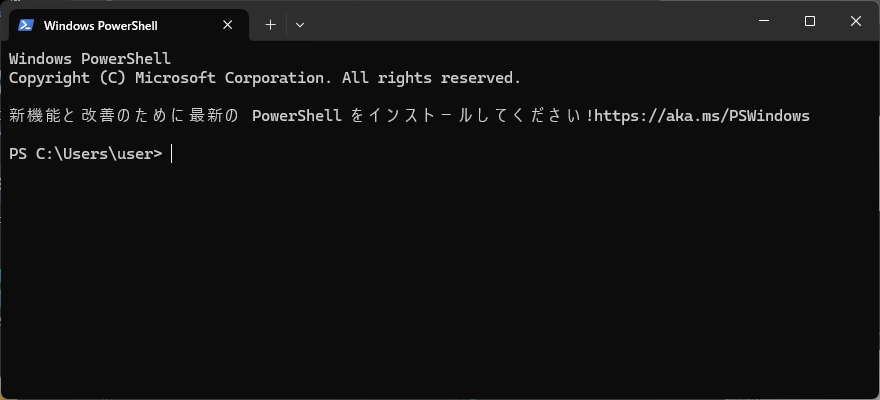 Windows PowerShell
Windows PowerShell
Copyright (C) Microsoft Corporation. All rights reserved.
新機能と改善のために最新の PowerShell をインストールしてください!https://aka.ms/PSWindows
PS C:\Users\user>